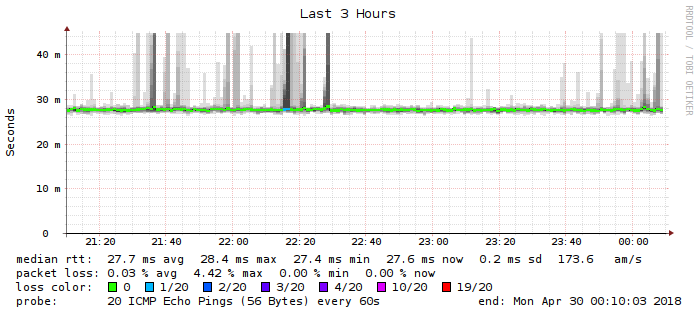 Last 3 Hours
RRDTOOL / TOBI OETIKER
Seconds
40 m
30 m
20 m
10 m
0
21:20 21:40 22:00 22:20 22:40 23:00 23:20 23:40 00:00
median rtt: 27.7 ms avg 28.4 ms max 27.4 ms min 27.6 ms now 0.2 ms sd 173.6 am/s
packet loss: 0.03 % avg 4.42 % max 0.00 % min 0.00 % now
loss color: 0 1/20 2/20 3/20 4/20 10/20 19/20
probe: 20 ICMP Echo Pings (56 Bytes) every 60s end: Mon Apr 30 00:10:03 2018